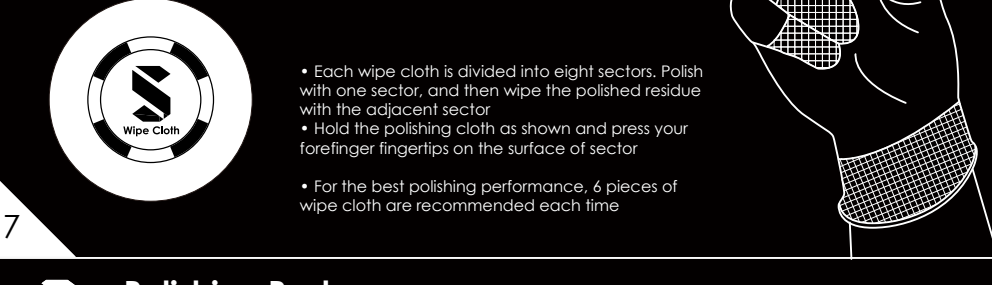 • Each wipe cloth is divided into eight sectors. Polish
with one sector, and then wipe the polished residue
with the adjacent sector
• Hold the polishing cloth as shown and press your
forefinger fingertips on the surface of sector
• For the best polishing performance, 6 pieces of
wipe cloth are recommended each time
Wipe Cloth
7